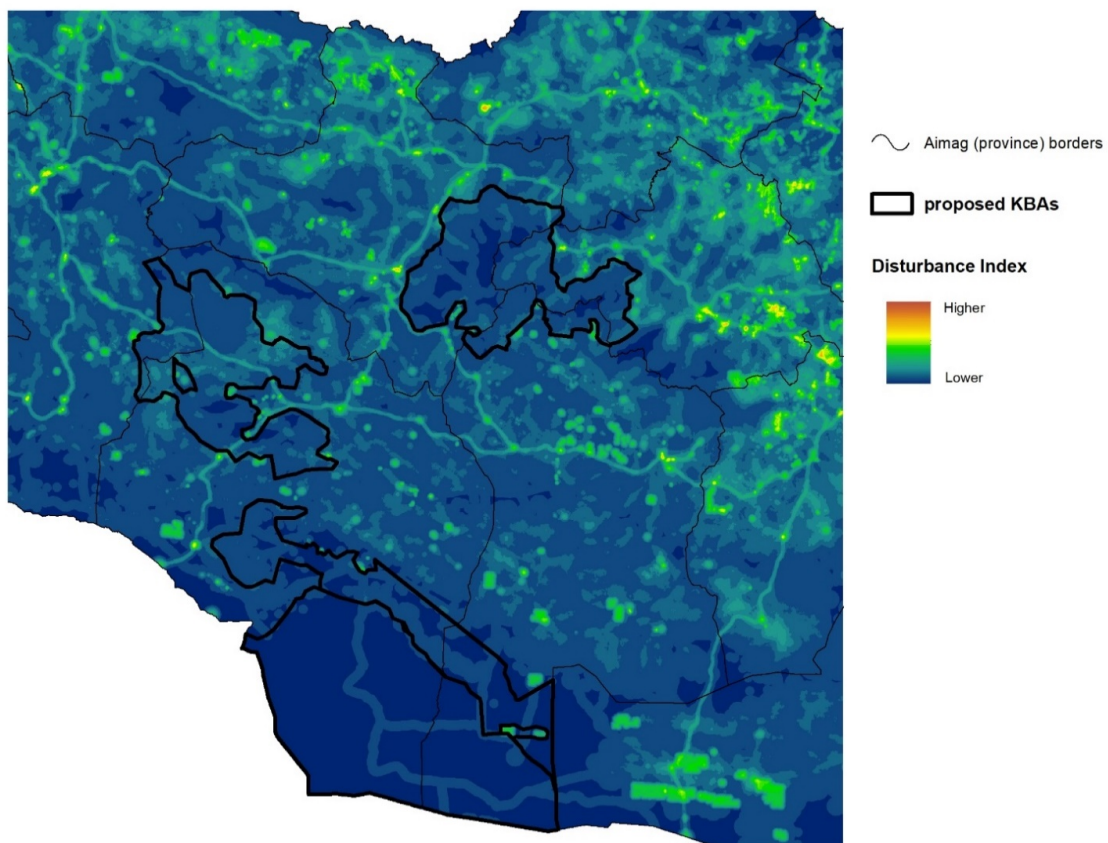 Aimag (province) borders
proposed KBAs
Disturbance Index
Higher
Lower